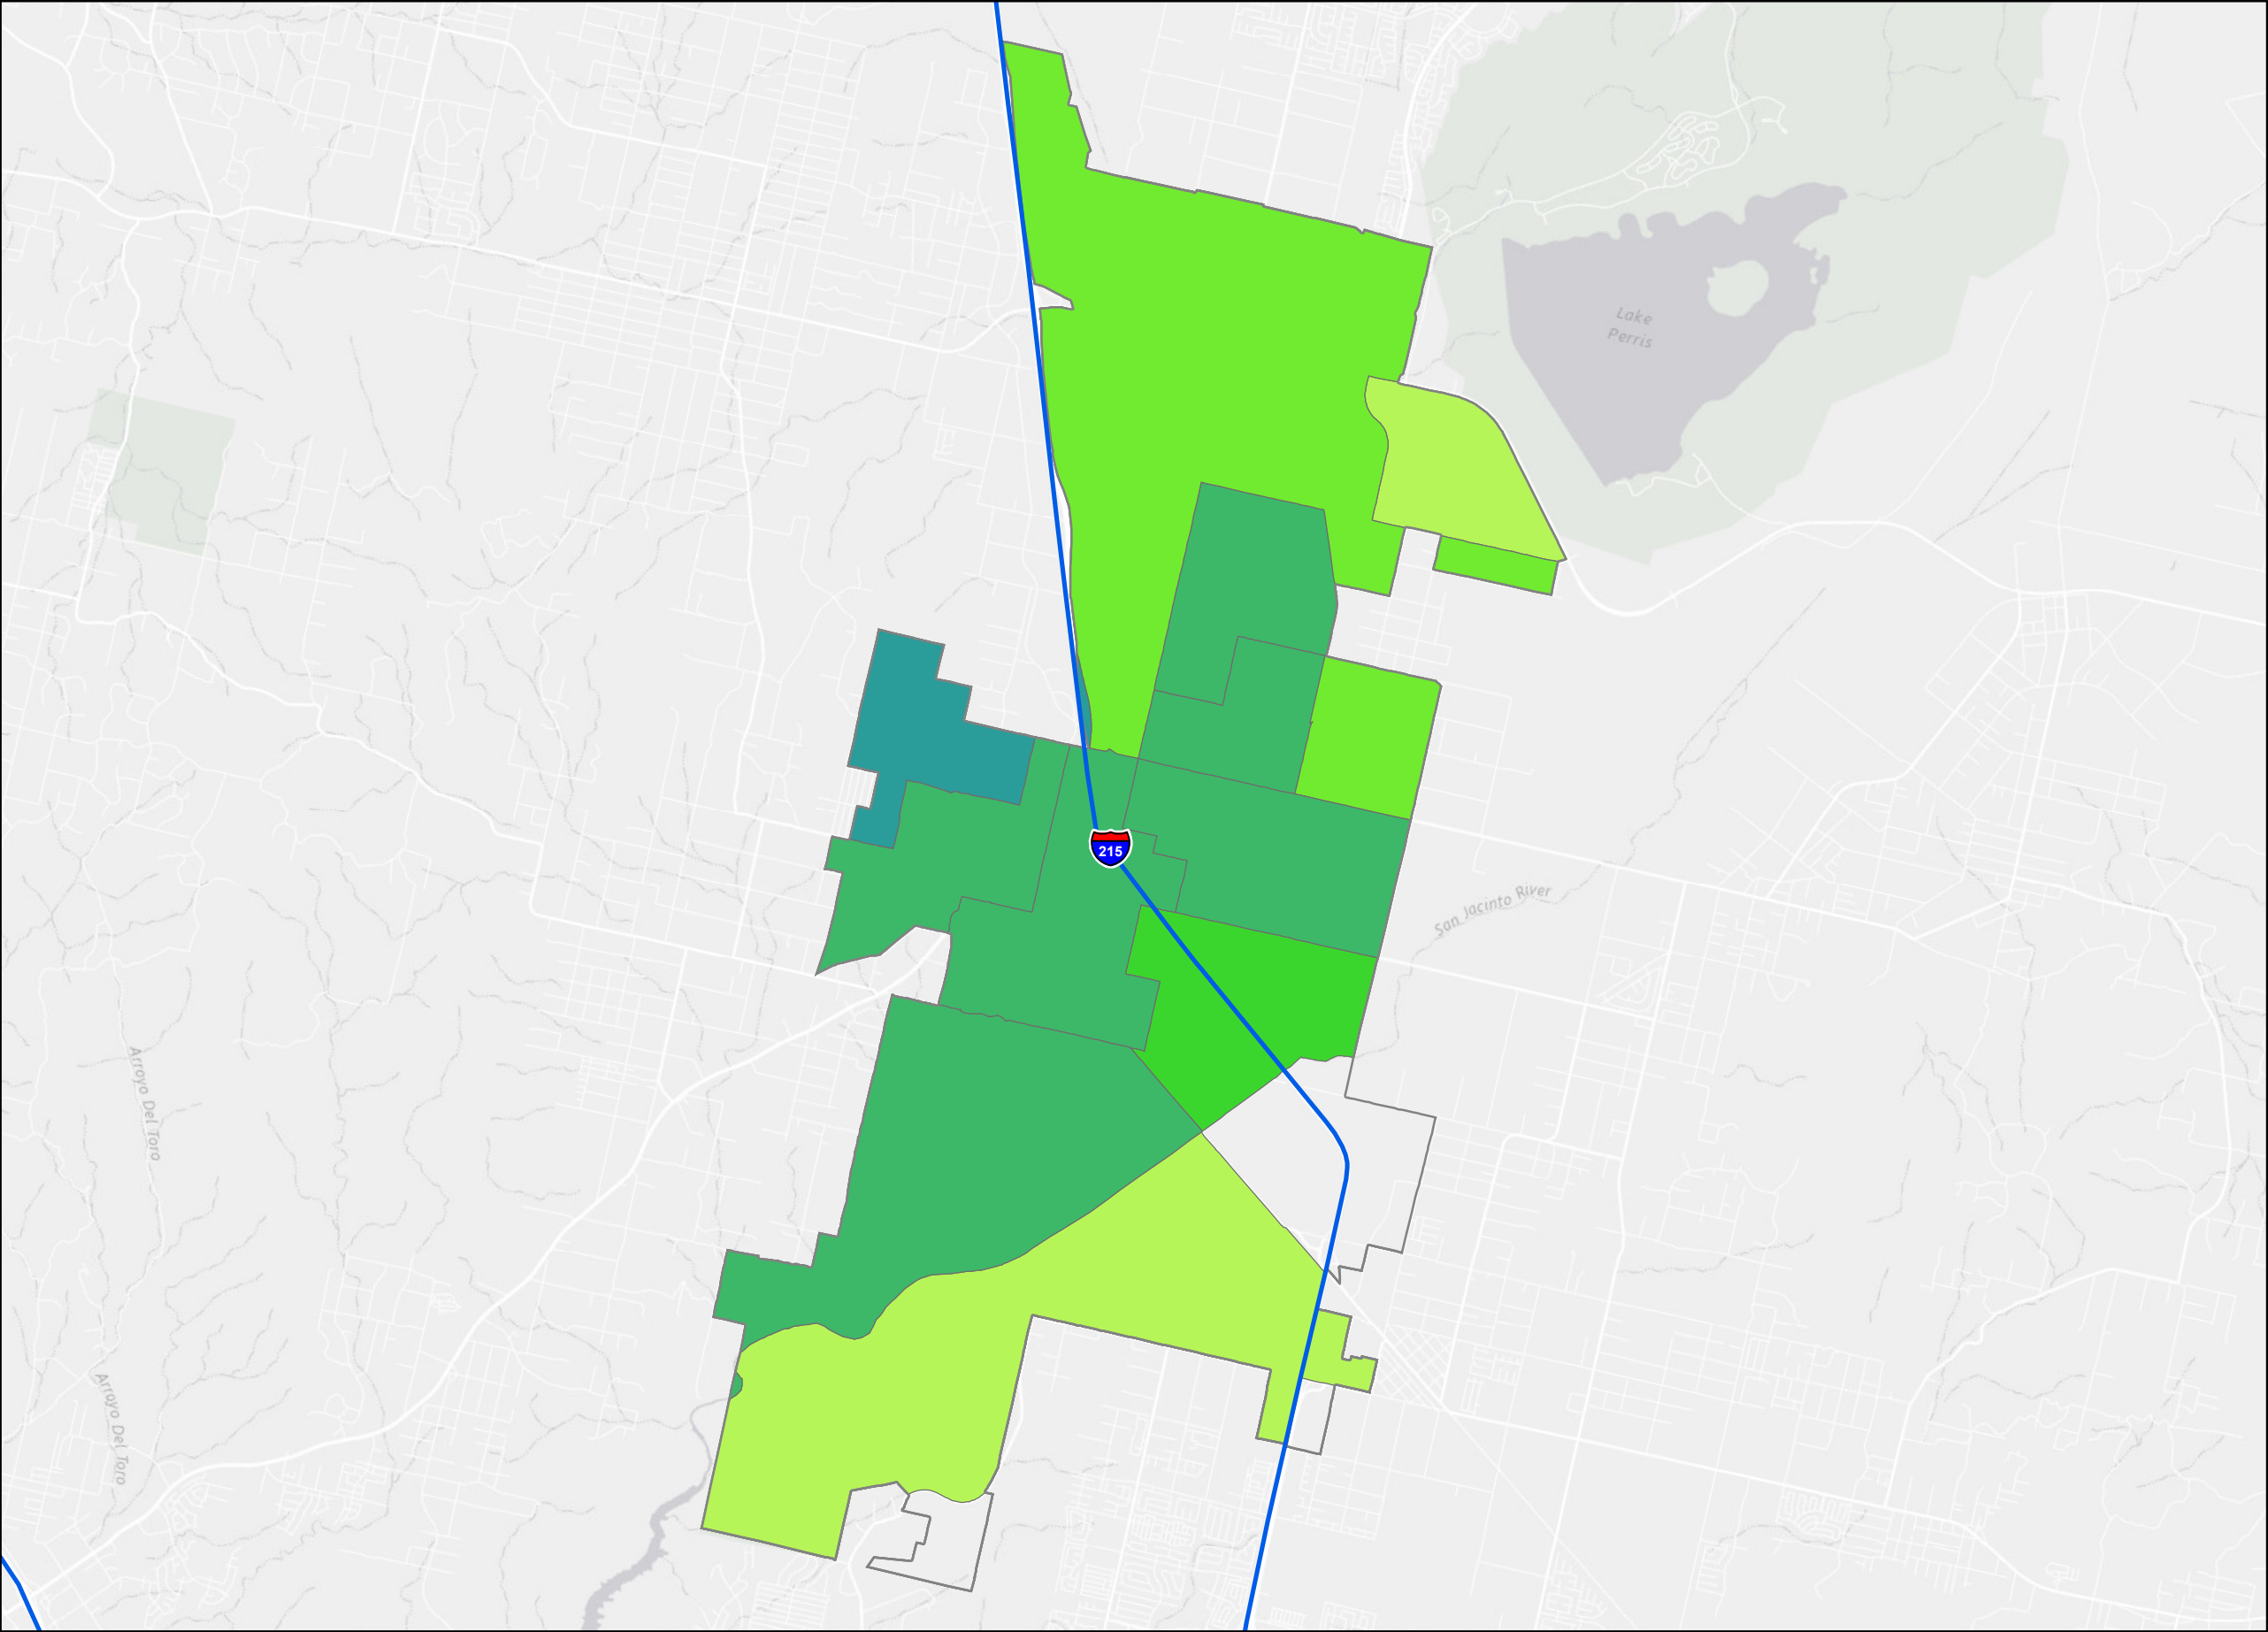 Lake
Perris
215
San Jacinto River
Arroyo Del Toro
Arroyo Del Toro